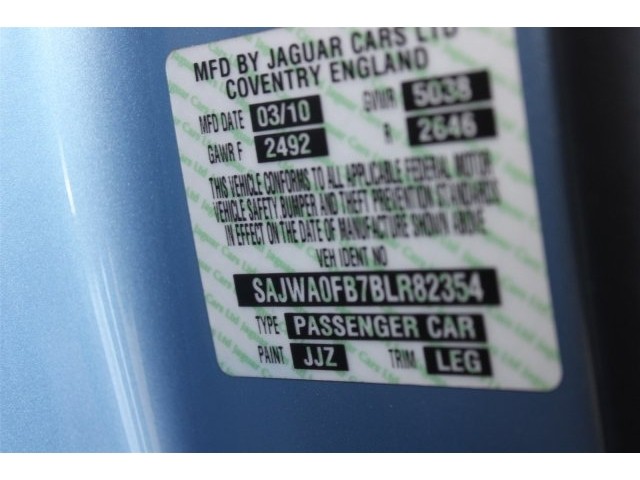 MFD BY JAGUAR CARS LTD
COVENTRY ENGLAND
MFD DATE 03/10 GVWR 5038
GAWR F 2492 R 2646
THIS VEHICLE CONFORMS TO ALL APPLICABLE FEDERAL MOTOR
VEHICLE SAFETY, BUMPER AND THEFT PREVENTION STANDARDS
IN EFFECT ON THE DATE OF MANUFACTURE SHOWN ABOVE
VEH IDENT NO
SAJWA0FB7BLR82354
TYPE PASSENGER CAR
PAINT JJZ TRIM LEG